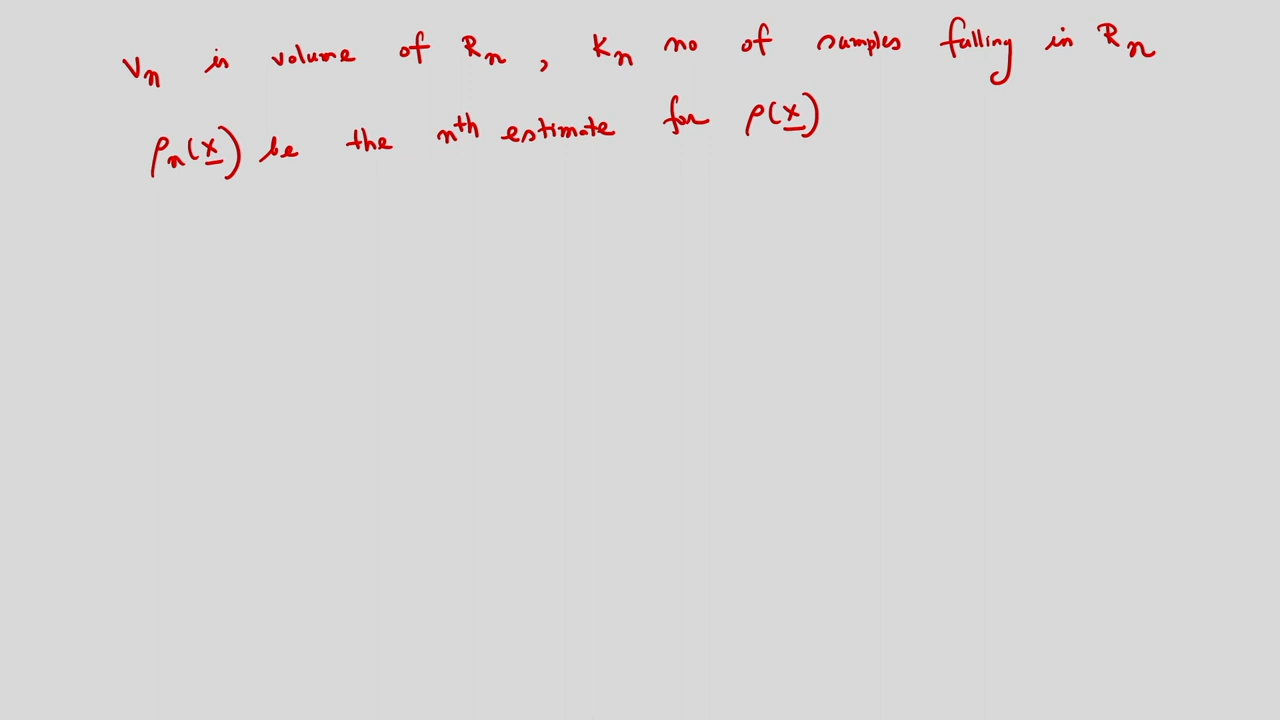 Vn is volume of Rn, Kn no of samples falling in Rn
Pn(x) be the nth estimate for P(x)